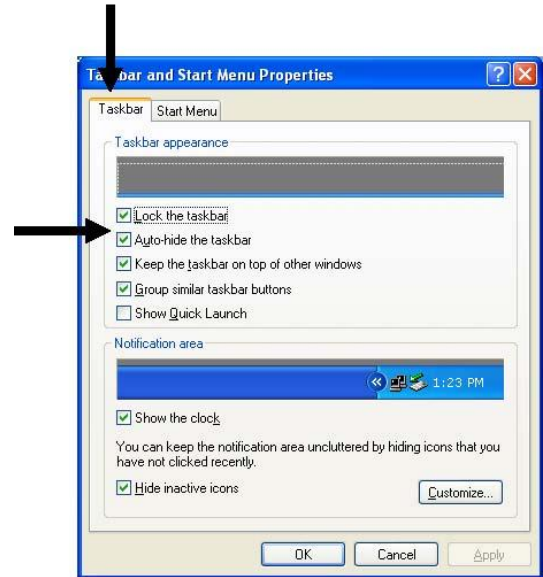 Taskbar and Start Menu Properties
Taskbar Start Menu
Taskbar appearance
Lock the taskbar
Auto-hide the taskbar
Keep the taskbar on top of other windows
Group similar taskbar buttons
Show Quick Launch
Notification area
1:23 PM
Show the clock
You can keep the notification area uncluttered by hiding icons that you
have not clicked recently.
Hide inactive icons
Customize...
OK Cancel Apply